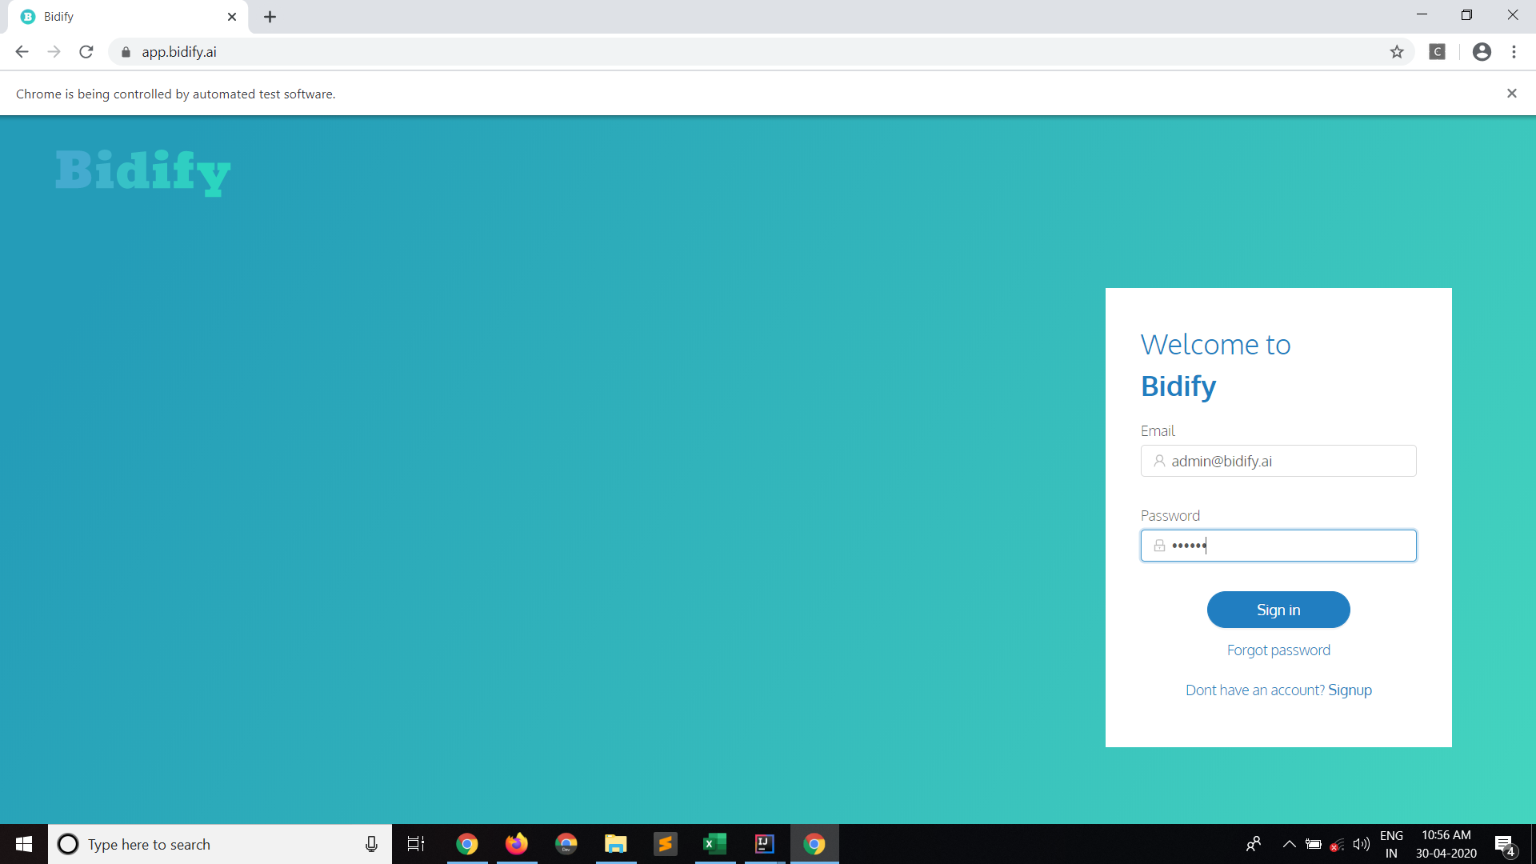 Bidify
app.bidify.ai
Chrome is being controlled by automated test software.
Bidify
Welcome to
Bidify
Email
admin@bidify.ai
Password
••••••
Sign in
Forgot password
Dont have an account? Signup
Type here to search
ENG
IN
10:56 AM
30-04-2020
4